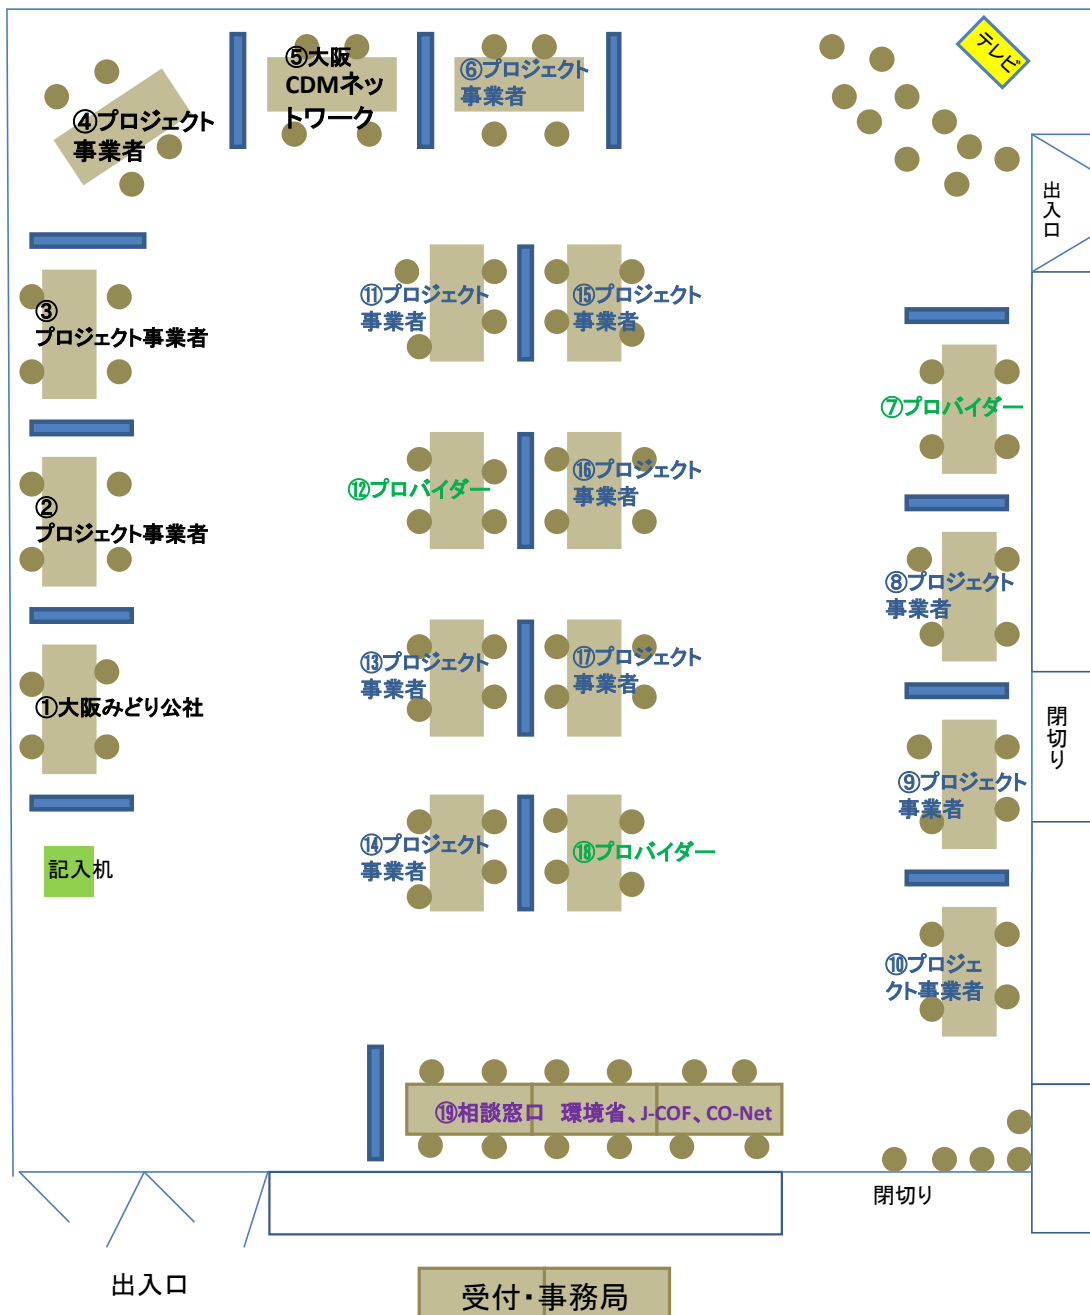 テレビ
⑤大阪
CDMネッ
トワーク
⑥プロジェクト
事業者
④プロジェクト
事業者
出入口
③
プロジェクト事業者
⑪プロジェクト
事業者
⑮プロジェクト
事業者
⑦プロバイダー
②
プロジェクト事業者
⑫プロバイダー
⑯プロジェクト
事業者
⑧プロジェクト
事業者
①大阪みどり公社
⑬プロジェクト
事業者
⑰プロジェクト
事業者
閉切り
⑨プロジェクト
事業者
記入机
⑭プロジェクト
事業者
⑱プロバイダー
⑩プロジェ
クト事業者
⑲相談窓口　環境省、J-COF、CO-Net
閉切り
出入口
受付・事務局